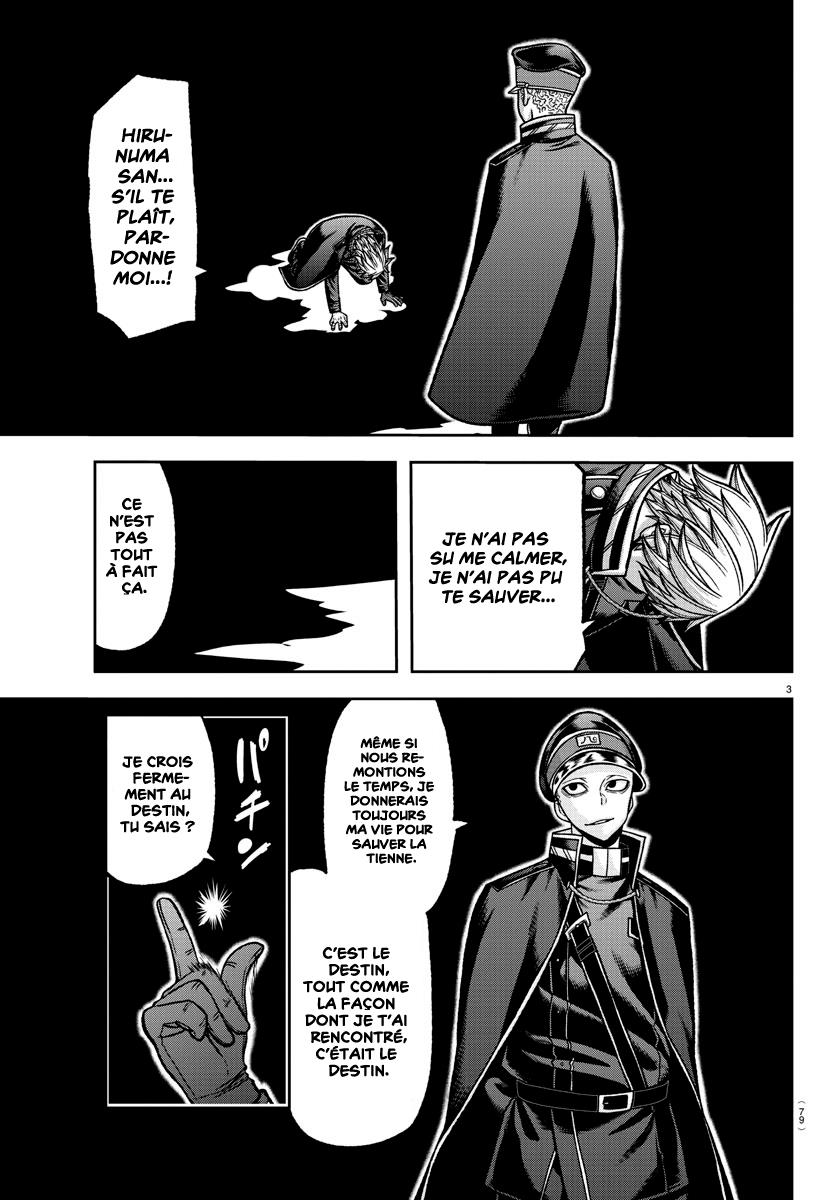 HIRU-
NUMA
SAN...
S'IL TE
PLAÎT,
PAR-
DONNE
MOI...!
JE N'AI PAS
SU ME CALMER,
JE N'AI PAS PU
TE SAUVER...
CE
N'EST
PAS
TOUT
À FAIT
ÇA.
3
MÊME SI
NOUS RE-
MONTIONS
LE TEMPS, JE
DONNERAIS
TOUJOURS
MA VIE POUR
SAUVER LA
TIENNE.
C'EST LE
DESTIN,
TOUT COMME
LA FAÇON
DONT JE T'AI
RENCONTRÉ,
C'ÉTAIT LE
DESTIN.
JE CROIS
FERME-
MENT AU
DESTIN,
TU SAIS ?
パチン
(79)